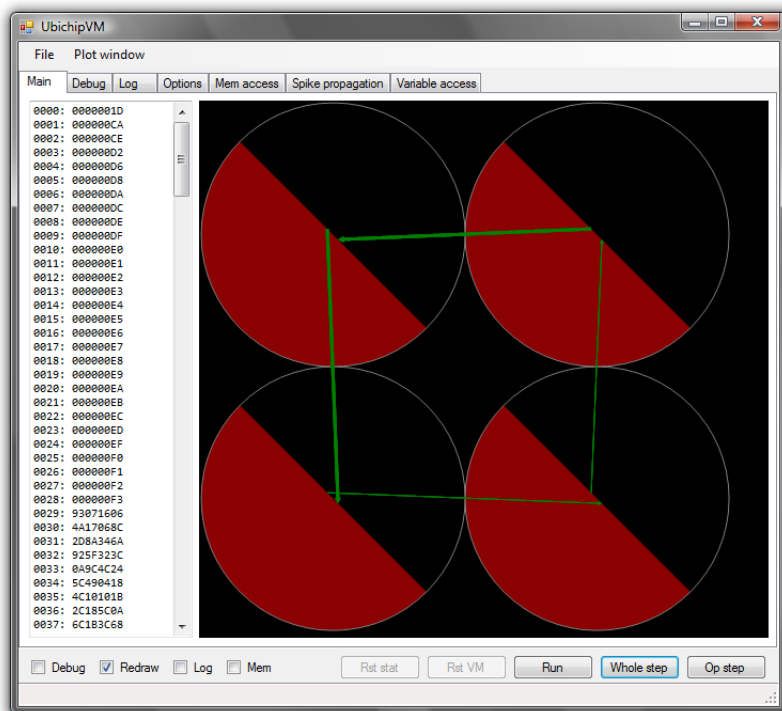 UbichipVM
File Plot window
Main Debug Log Options Mem access Spike propagation Variable access
0000: 0000001D
0001: 000000CA
0002: 000000CE
0003: 000000D2
0004: 000000D6
0005: 000000D8
0006: 000000DA
0007: 000000DC
0008: 000000DE
0009: 000000DF
0010: 000000E0
0011: 000000E1
0012: 000000E2
0013: 000000E3
0014: 000000E4
0015: 000000E5
0016: 000000E6
0017: 000000E7
0018: 000000E8
0019: 000000E9
0020: 000000EA
0021: 000000EB
0022: 000000EC
0023: 000000ED
0024: 000000EF
0025: 000000F0
0026: 000000F1
0027: 000000F2
0028: 000000F3
0029: 93071606
0030: 4A17068C
0031: 2D8A346A
0032: 925F323C
0033: 0A9C4C24
0034: 5C490418
0035: 4C10101B
0036: 2C185C0A
0037: 6C1B3C68
Debug Redraw Log Mem Rst stat Rst VM Run Whole step Op step